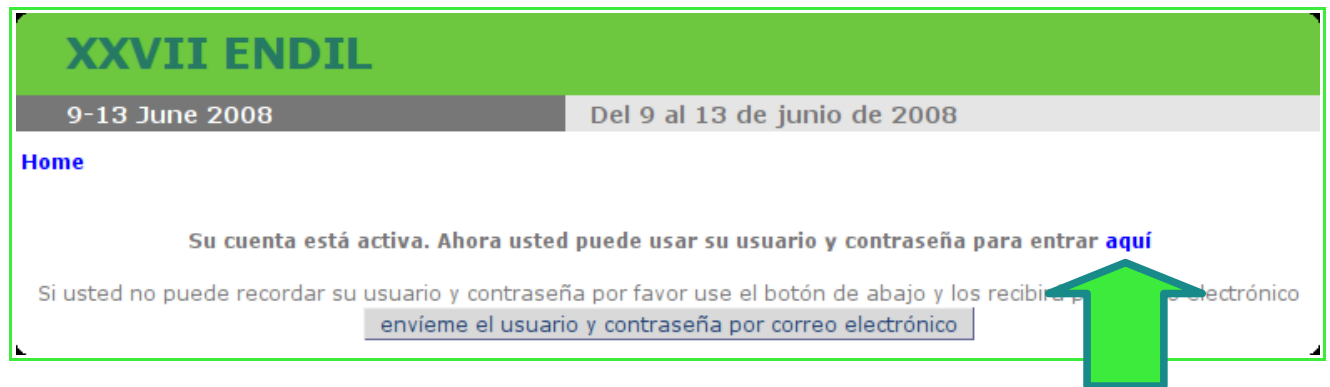 XXVII ENDIL
9-13 June 2008 Del 9 al 13 de junio de 2008
Home
Su cuenta está activa. Ahora usted puede usar su usuario y contraseña para entrar aquí
Si usted no puede recordar su usuario y contraseña por favor use el botón de abajo y los recibirá electrónico
envíeme el usuario y contraseña por correo electrónico